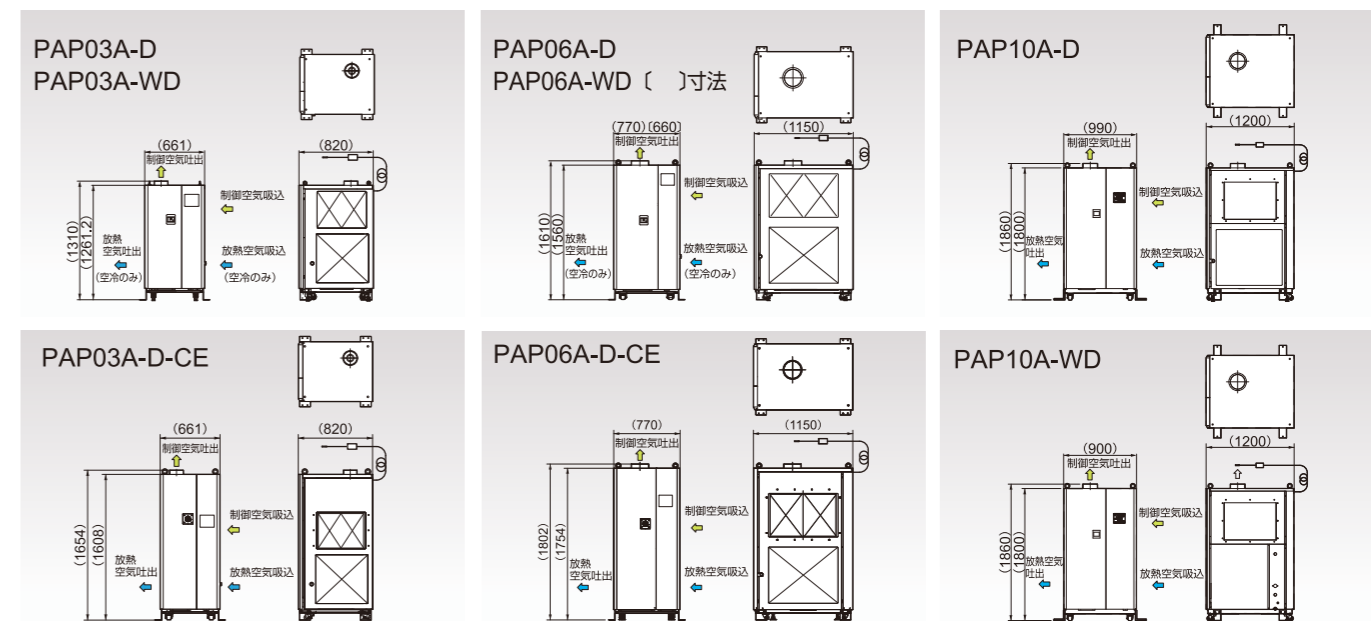 PAP03A-D
PAP03A-WD
(661)
制御空気吐出
(820)
制御空気吸込
(1310)
(1261.2)
放熱
空気吐出
(空冷のみ)
放熱空気吸込
(空冷のみ)
PAP06A-D
PAP06A-WD〔　〕寸法
(770)〔660〕
制御空気吐出
(1150)
制御空気吸込
(1610)
(1560)
放熱
空気吐出
(空冷のみ)
放熱空気吸込
(空冷のみ)
PAP10A-D
(990)
制御空気吐出
(1200)
制御空気吸込
(1860)
(1800)
放熱空気
吐出
放熱空気吸込
PAP03A-D-CE
(661)
制御空気吐出
(820)
制御空気吸込
(1654)
(1608)
放熱
空気吐出
放熱空気吸込
PAP06A-D-CE
(770)
制御空気吐出
(1150)
制御空気吸込
(1802)
(1754)
放熱
空気吐出
放熱空気吸込
PAP10A-WD
(900)
制御空気吐出
(1200)
制御空気吸込
(1860)
(1800)
放熱空気
吐出
放熱空気吸込